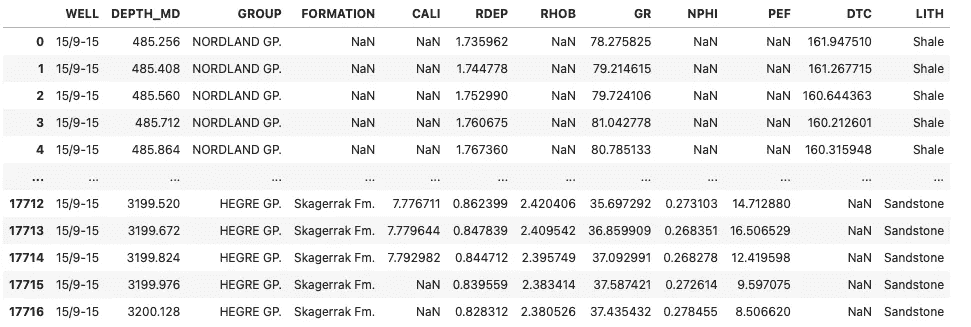 WELL DEPTH_MD GROUP FORMATION CALI RDEP RHOB GR NPHI PEF DTC LITH
0 15/9-15 485.256 NORDLAND GP. NaN NaN 1.735962 NaN 78.275825 NaN NaN 161.947510 Shale
1 15/9-15 485.408 NORDLAND GP. NaN NaN 1.744778 NaN 79.214615 NaN NaN 161.267715 Shale
2 15/9-15 485.560 NORDLAND GP. NaN NaN 1.752990 NaN 79.724106 NaN NaN 160.644363 Shale
3 15/9-15 485.712 NORDLAND GP. NaN NaN 1.760675 NaN 81.042778 NaN NaN 160.212601 Shale
4 15/9-15 485.864 NORDLAND GP. NaN NaN 1.767360 NaN 80.785133 NaN NaN 160.315948 Shale
... ... ... ... ... ... ... ... ... ... ... ... ...
17712 15/9-15 3199.520 HEGRE GP. Skagerrak Fm. 7.776711 0.862399 2.420406 35.697292 0.273103 14.712880 NaN Sandstone
17713 15/9-15 3199.672 HEGRE GP. Skagerrak Fm. 7.779644 0.847839 2.409542 36.859909 0.268351 16.506529 NaN Sandstone
17714 15/9-15 3199.824 HEGRE GP. Skagerrak Fm. 7.792982 0.844712 2.395749 37.092991 0.268278 12.419598 NaN Sandstone
17715 15/9-15 3199.976 HEGRE GP. Skagerrak Fm. NaN 0.839559 2.383414 37.587421 0.272614 9.597075 NaN Sandstone
17716 15/9-15 3200.128 HEGRE GP. Skagerrak Fm. NaN 0.828312 2.380526 37.435432 0.278455 8.506620 NaN Sandstone